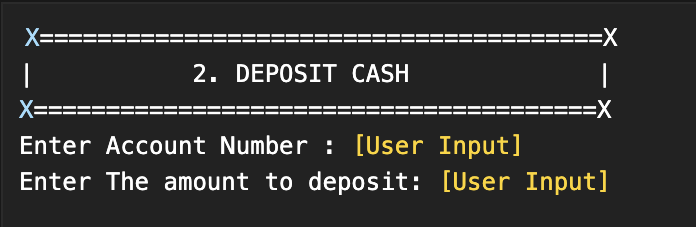 X=======================================X
|           2. DEPOSIT CASH             |
X=======================================X
Enter Account Number : [User Input]
Enter The amount to deposit: [User Input]